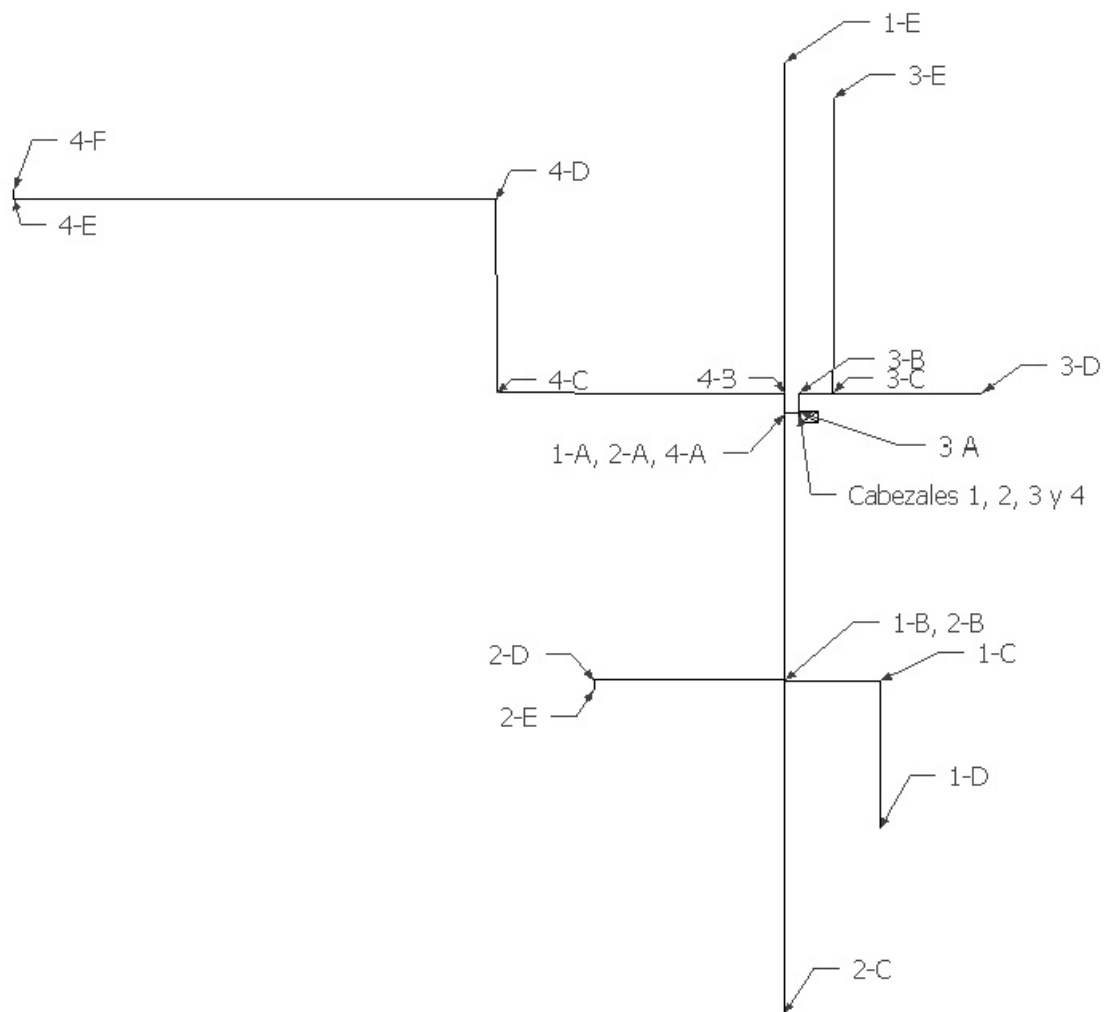 1-E
3-E
4-F
4-D
4-E
3-B
4-C
4-B
3-C
3-D
1-A, 2-A, 4-A
3 A
Cabezales 1, 2, 3 y 4
1-B, 2-B
2-D
1-C
2-E
1-D
2-C